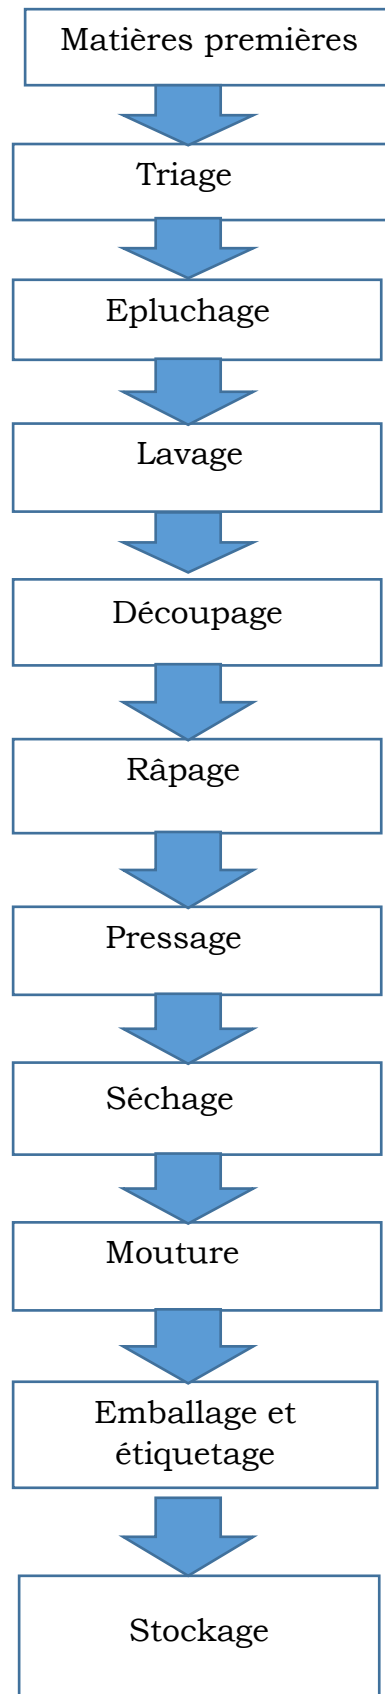 Matières premières
Triage
Epluchage
Lavage
Découpage
Râpage
Pressage
Séchage
Mouture
Emballage et
étiquetage
Stockage